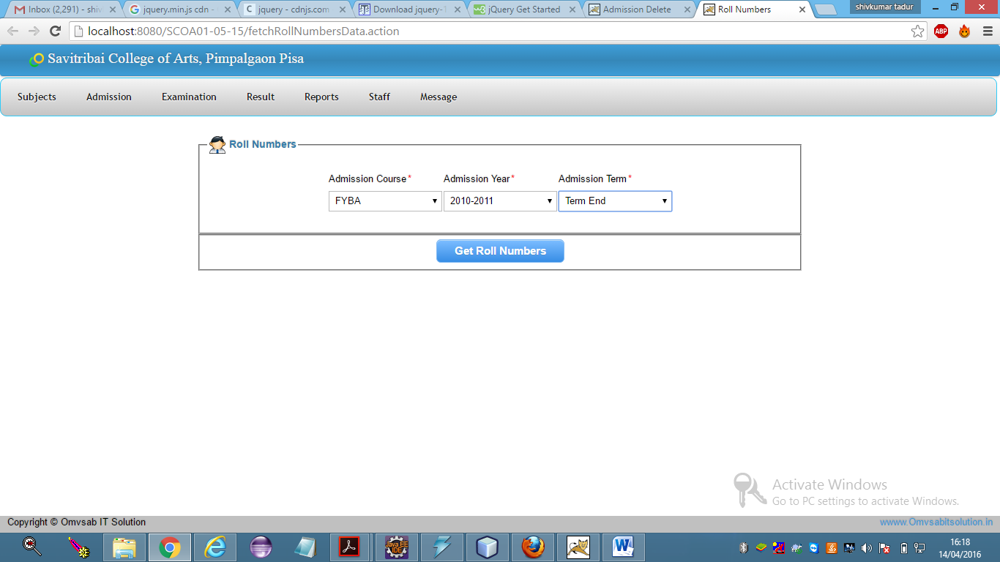 Inbox (2,291) - shiv
jquery.min.js cdn -
jquery - cdnjs.com
Download jquery-1
jQuery Get Started
Admission Delete
Roll Numbers
shivkumar tadur
localhost:8080/SCOA01-05-15/fetchRollNumbersData.action
ABP
Savitribai College of Arts, Pimpalgaon Pisa
Subjects Admission Examination Result Reports Staff Message
Roll Numbers
Admission Course* Admission Year* Admission Term*
FYBA 2010-2011 Term End
Get Roll Numbers
Activate Windows
Go to PC settings to activate Windows.
Copyright © Omvsab IT Solution
wwww.Omvsabitsolution.in
Java EE
IDE
16:18
14/04/2016